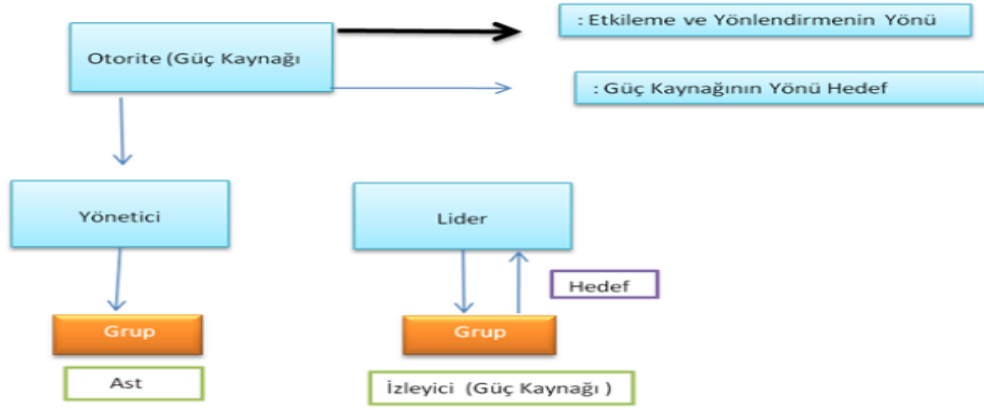 : Etkileme ve Yönlendirmenin Yönü
Otorite (Güç Kaynağı
: Güç Kaynağının Yönü Hedef
Yönetici
Lider
Hedef
Grup
Grup
Ast
İzleyici (Güç Kaynağı )